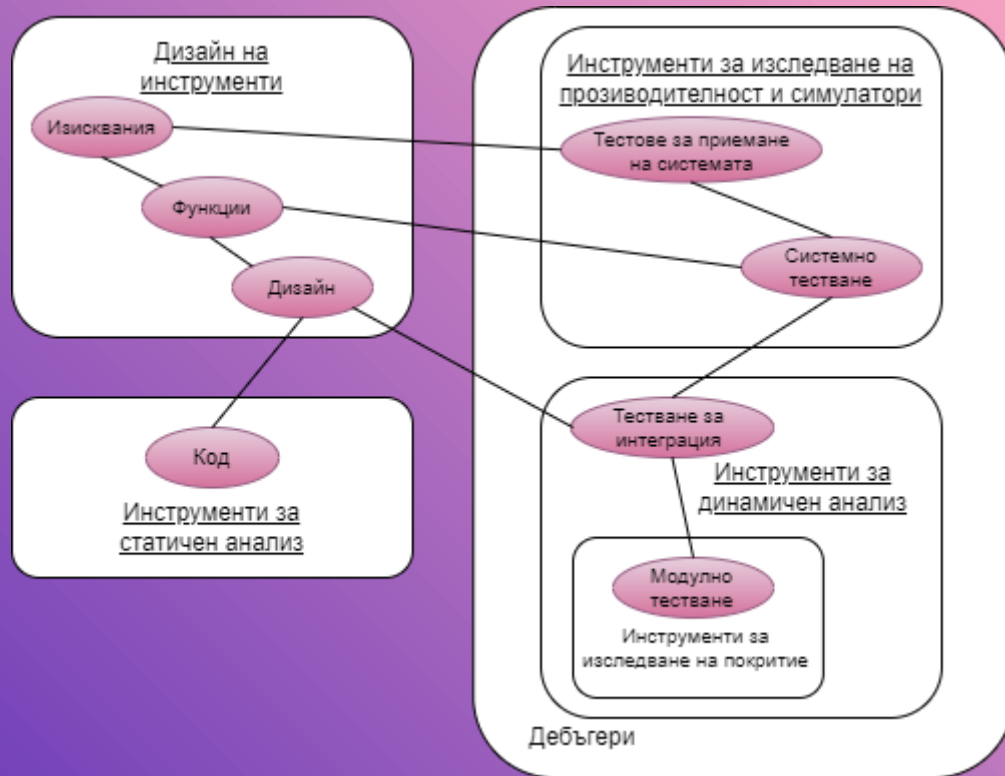 Дизайн на
инструменти
Изисквания
Функции
Дизайн
Код
Инструменти за
статичен анализ
Инструменти за изследване на
прозиводителност и симулатори
Тестове за приемане
на системата
Системно
тестване
Тестване за
интеграция
Инструменти за
динамичен анализ
Модулно
тестване
Инструменти за
изследване на покритие
Дебъгери